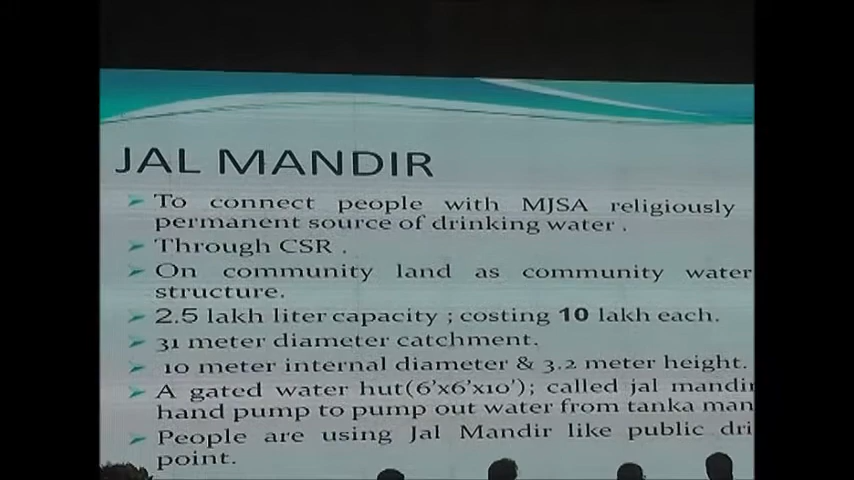 JAL MANDIR
To connect people with MJSA religiously
permanent source of drinking water .
Through CSR .
On community land as community water
structure.
2.5 lakh liter capacity ; costing 10 lakh each.
31 meter diameter catchment.
10 meter internal diameter & 3.2 meter height.
A gated water hut(6'x6'x10'); called jal mandir
hand pump to pump out water from tanka
People are using Jal Mandir like public
point.